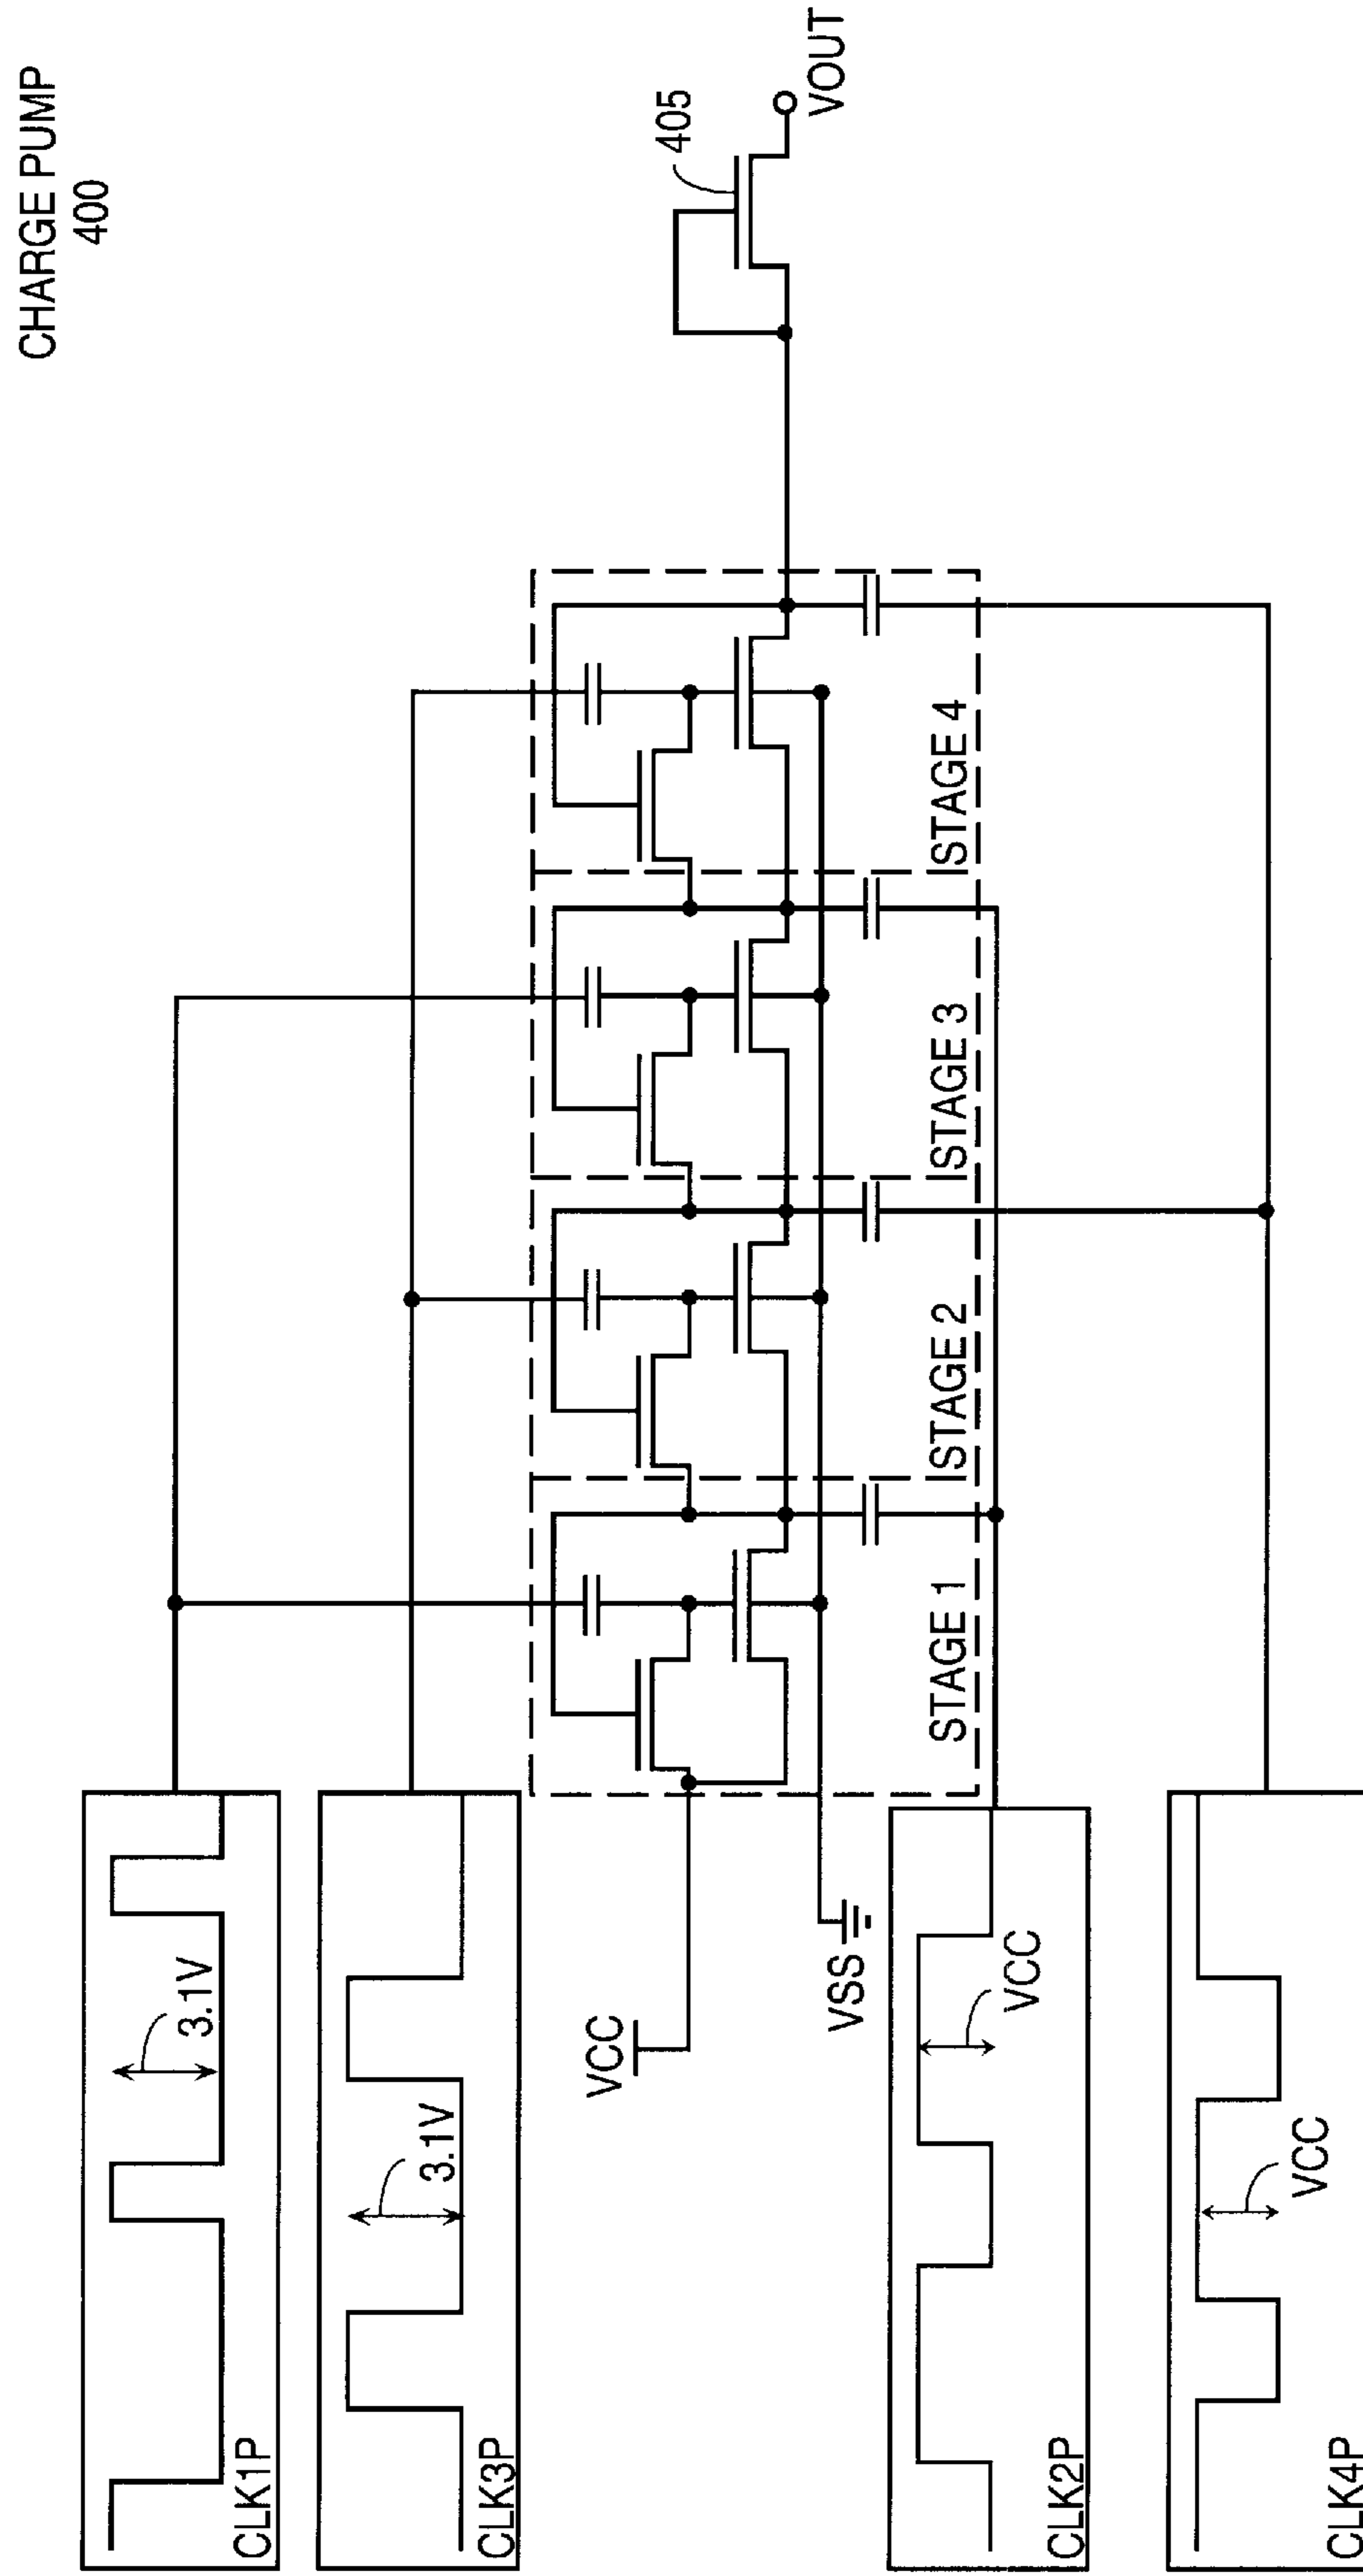 CHARGE PUMP
400
CLK1P
3.1V
CLK3P
3.1V
VCC
VSS
CLK2P
VCC
CLK4P
VCC
STAGE 1
STAGE 2
STAGE 3
STAGE 4
405
VOUT